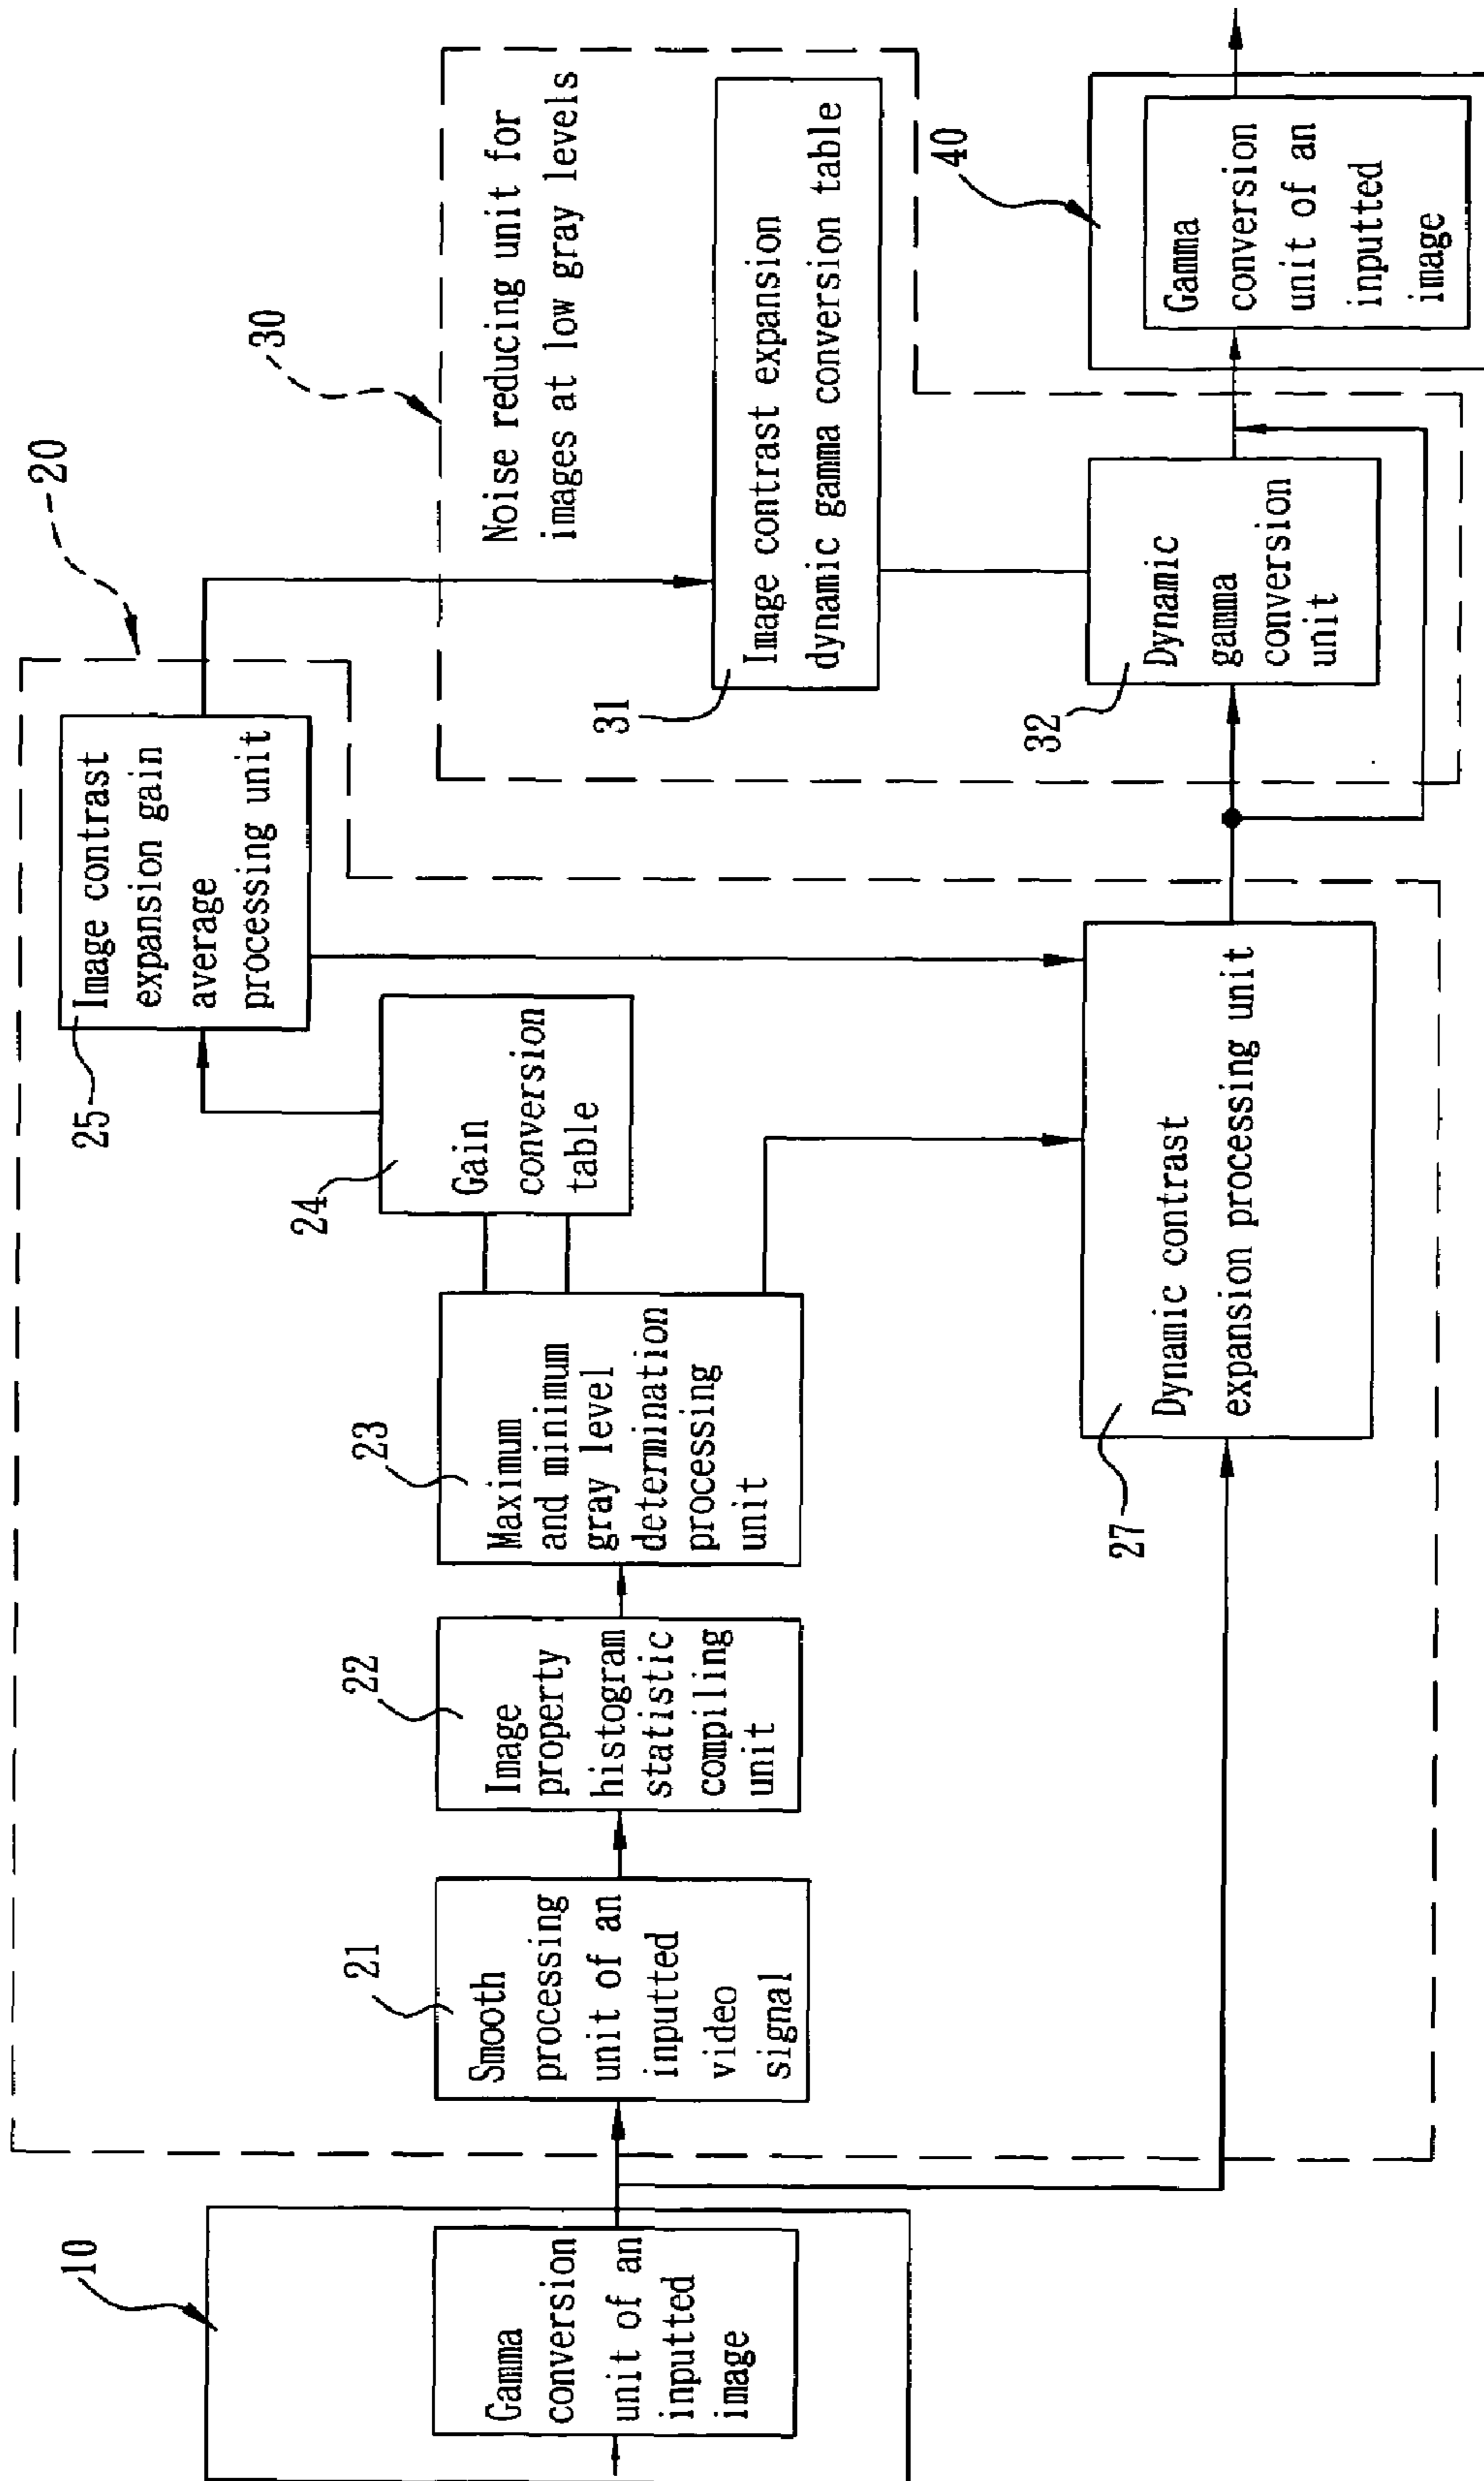 10
Gamma
conversion
unit of an
inputted
image
20
21
Smooth
processing
unit of an
inputted
video
signal
22
Image
property
histogram
statistic
compiling
unit
23
Maximum
and minimum
gray level
determination
processing
unit
24
Gain
conversion
table
25
Image contrast
expansion gain
average
processing unit
27
Dynamic contrast
expansion processing unit
30
Noise reducing unit for
images at low gray levels
31
Image contrast expansion
dynamic gamma conversion table
32
Dynamic
gamma
conversion
unit
40
Gamma
conversion
unit of an
inputted
image